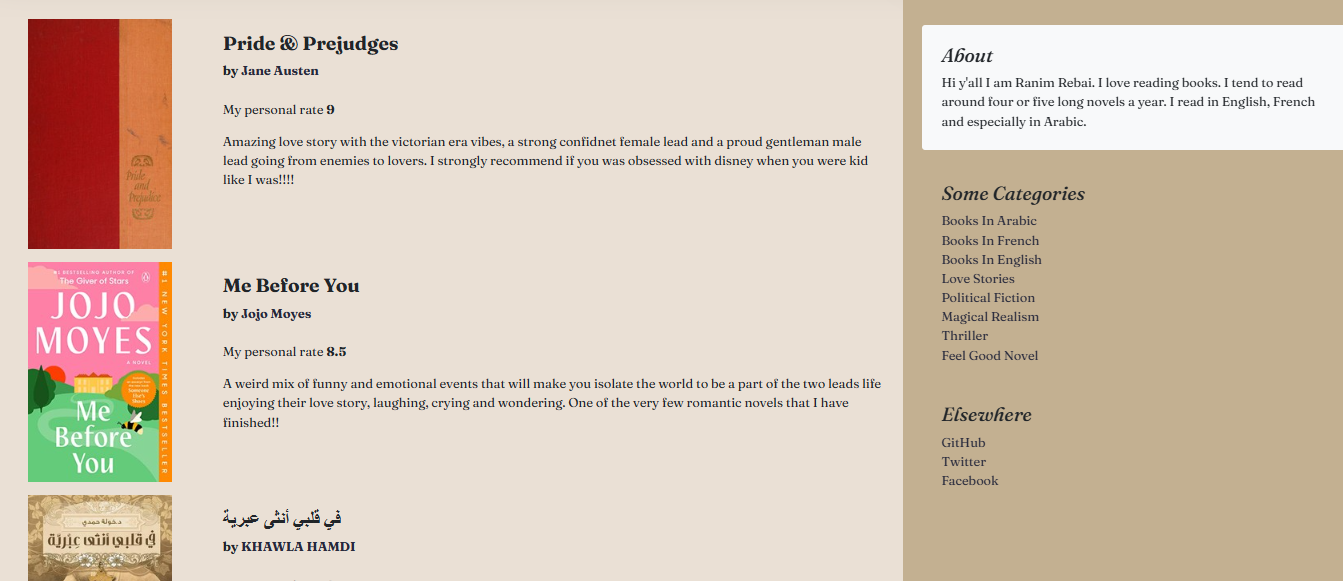 Pride & Prejudges
by Jane Austen
My personal rate 9
Amazing love story with the victorian era vibes, a strong confidnet female lead and a proud gentleman male
lead going from enemies to lovers. I strongly recommend if you was obsessed with disney when you were kid
like I was!!!!
Pride
and
Prejudice
#1 BESTSELLING AUTHOR OF
The Giver of Stars
JOJO
MOYES
A NOVEL
Me
Before
You
#1 NEW YORK TIMES BESTSELLER
Me Before You
by Jojo Moyes
My personal rate 8.5
A weird mix of funny and emotional events that will make you isolate the world to be a part of the two leads life
enjoying their love story, laughing, crying and wondering. One of the very few romantic novels that I have
finished!!
د.خولة حمدي
في قلبي أنثى عبرية
في قلبي أنثى عبرية
by KHAWLA HAMDI
About
Hi y'all I am Ranim Rebai. I love reading books. I tend to read
around four or five long novels a year. I read in English, French
and especially in Arabic.
Some Categories
Books In Arabic
Books In French
Books In English
Love Stories
Political Fiction
Magical Realism
Thriller
Feel Good Novel
Elsewhere
GitHub
Twitter
Facebook